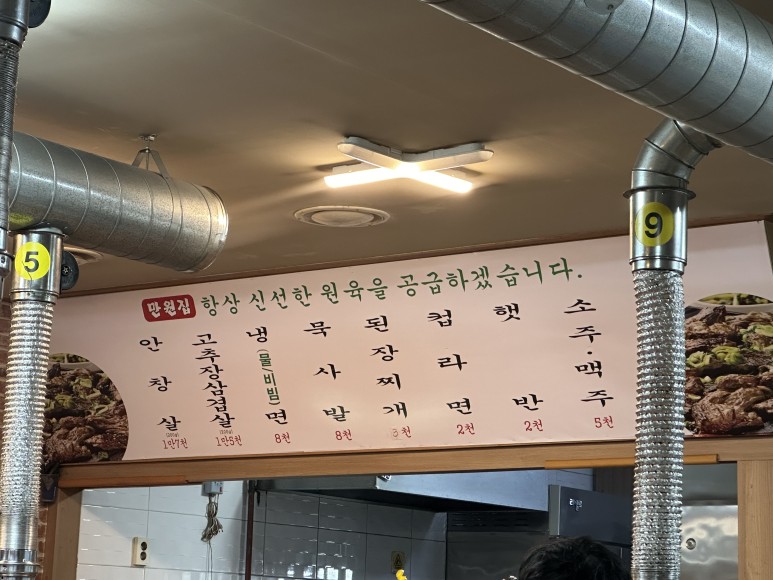 만원집 항상 신선한 원육을 공급하겠습니다.
안창살 1만7천
고추장삼겹살 1만5천
냉(물/비빔)면 8천
묵사발 8천
된장찌개 천
컵라면 2천
햇반 2천
소주·맥주 5천
5
9